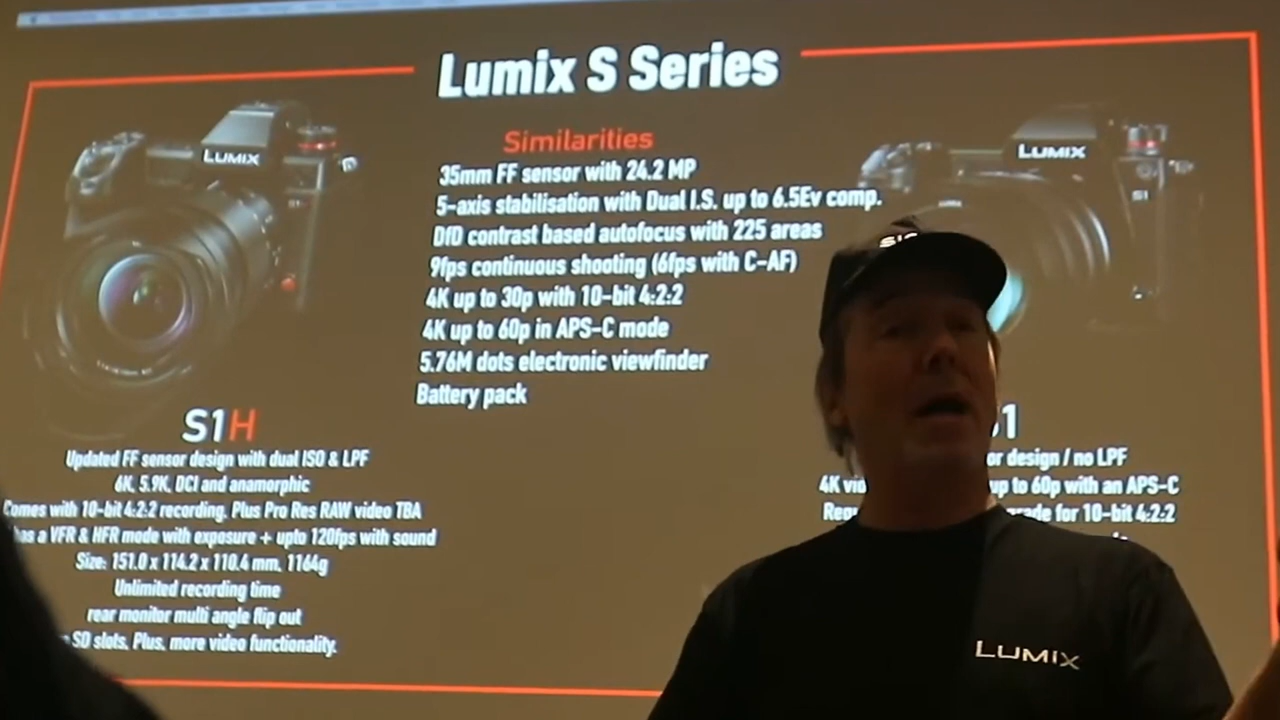 Lumix S Series
Similarities
35mm FF sensor with 24.2 MP
5-axis stabilisation with Dual I.S. up to 6.5Ev comp.
DfD contrast based autofocus with 225 areas
9fps continuous shooting (6fps with C-AF)
4K up to 30p with 10-bit 4:2:2
4K up to 60p in APS-C mode
5.76M dots electronic viewfinder
Battery pack
LUMIX
S1H
Updated FF sensor design with dual ISO & LPF
6K, 5.9K, DCI and anamorphic
Comes with 10-bit 4:2:2 recording. Plus Pro Res RAW video TBA
has a VFR & HFR mode with exposure + upto 120fps with sound
Size: 151.0 x 114.2 x 110.4 mm, 1164g
Unlimited recording time
rear monitor multi angle flip out
SD slots, Plus, more video functionality.
LUMIX
S1
design / no LPF
4K up to 60p with an APS-C
for 10-bit 4:2:2
LUMIX